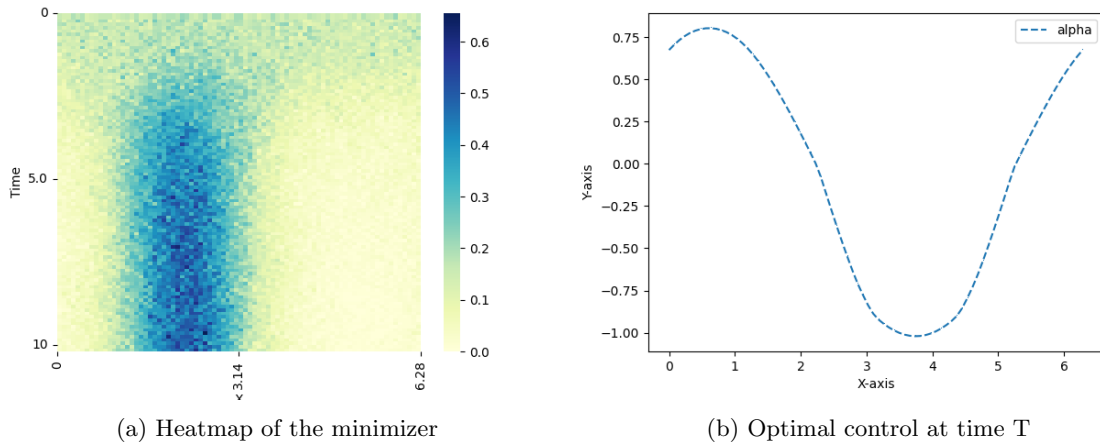 0
Time
5.0
10
0
x 3.14
6.28
0.6
0.5
0.4
0.3
0.2
0.1
0.0
(a) Heatmap of the minimizer
alpha
Y-axis
0.75
0.50
0.25
0.00
−0.25
−0.50
−0.75
−1.00
0 1 2 3 4 5 6
X-axis
(b) Optimal control at time T